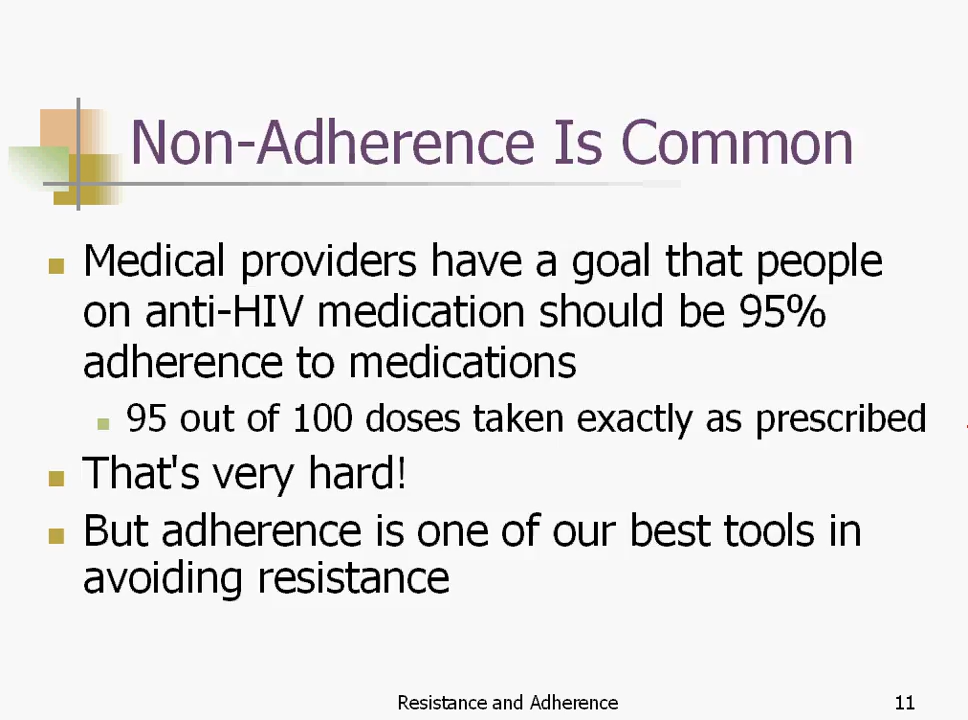 Non-Adherence Is Common
Medical providers have a goal that people
on anti-HIV medication should be 95%
adherence to medications
95 out of 100 doses taken exactly as prescribed
That's very hard!
But adherence is one of our best tools in
avoiding resistance
Resistance and Adherence
11